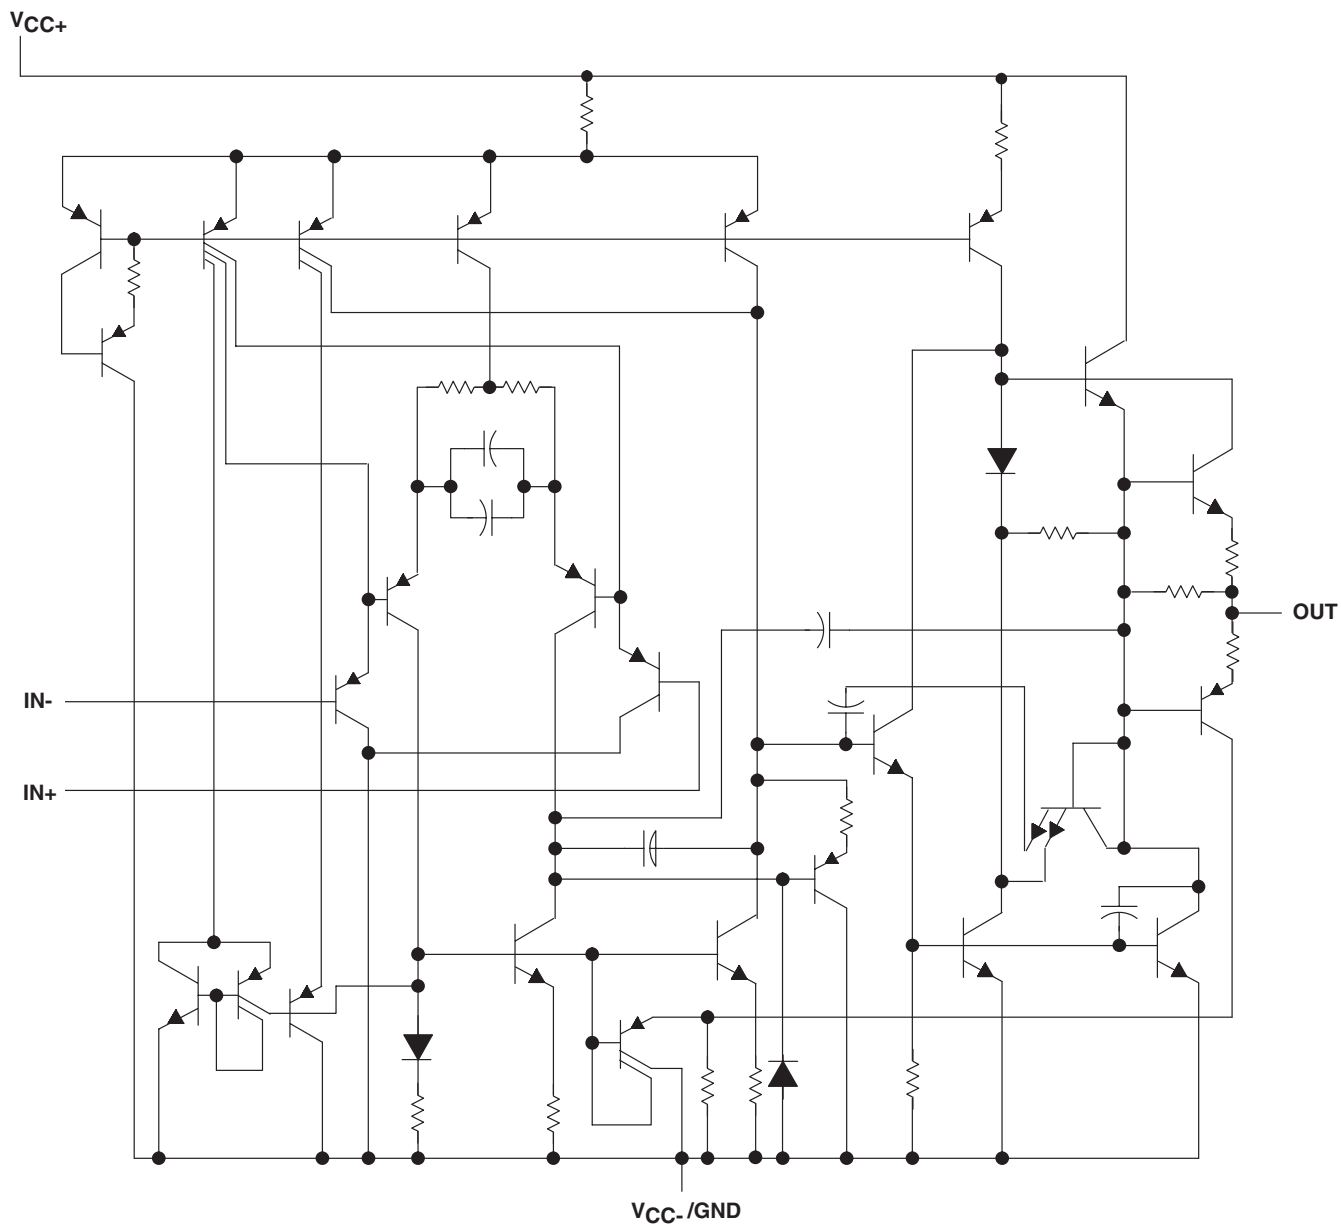 VCC+
OUT
IN-
IN+
VCC- /GND